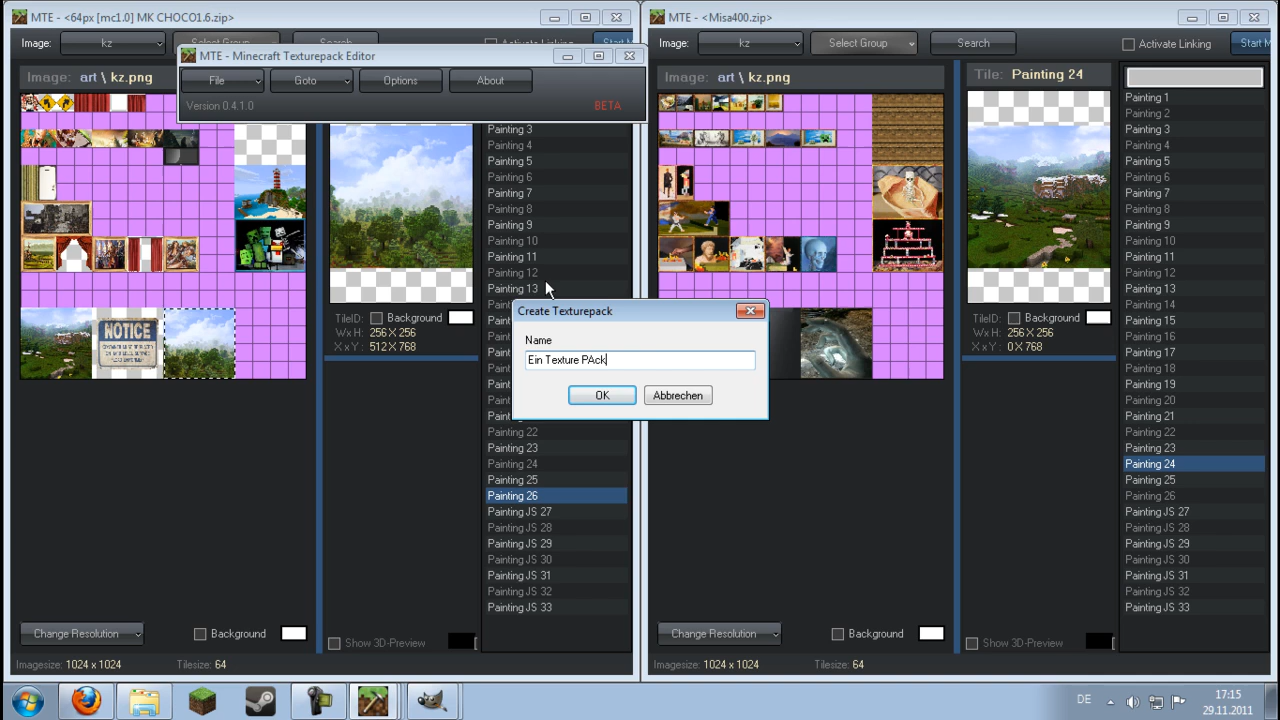 MTE - <64px [mc1.0] MK CHOCO1.6.zip>
Image: kz
MTE - Minecraft Texturepack Editor
File Goto Options About
Version 0.4.1.0 BETA
Image: art \ kz.png
NOTICE
TileID: Background
W x H: 256 X 256
X x Y: 512 X 768
Painting 3
Painting 4
Painting 5
Painting 6
Painting 7
Painting 8
Painting 9
Painting 10
Painting 11
Painting 12
Painting 13
Painting 22
Painting 23
Painting 24
Painting 25
Painting 26
Painting JS 27
Painting JS 28
Painting JS 29
Painting JS 30
Painting JS 31
Painting JS 32
Painting JS 33
Change Resolution Background
Show 3D-Preview
Imagesize: 1024 x 1024 Tilesize: 64
Create Texturepack
Name
Ein Texture PAck
OK Abbrechen
MTE - <Misa400.zip>
Image: kz Select Group Search Activate Linking Start M
Image: art \ kz.png
Tile: Painting 24
TileID: Background
W x H: 256 X 256
X x Y: 0 X 768
Painting 1
Painting 2
Painting 3
Painting 4
Painting 5
Painting 6
Painting 7
Painting 8
Painting 9
Painting 10
Painting 11
Painting 12
Painting 13
Painting 14
Painting 15
Painting 16
Painting 17
Painting 18
Painting 19
Painting 20
Painting 21
Painting 22
Painting 23
Painting 24
Painting 25
Painting 26
Painting JS 27
Painting JS 28
Painting JS 29
Painting JS 30
Painting JS 31
Painting JS 32
Painting JS 33
Change Resolution Background
Show 3D-Preview
Imagesize: 1024 x 1024 Tilesize: 64
DE
17:15
29.11.2011